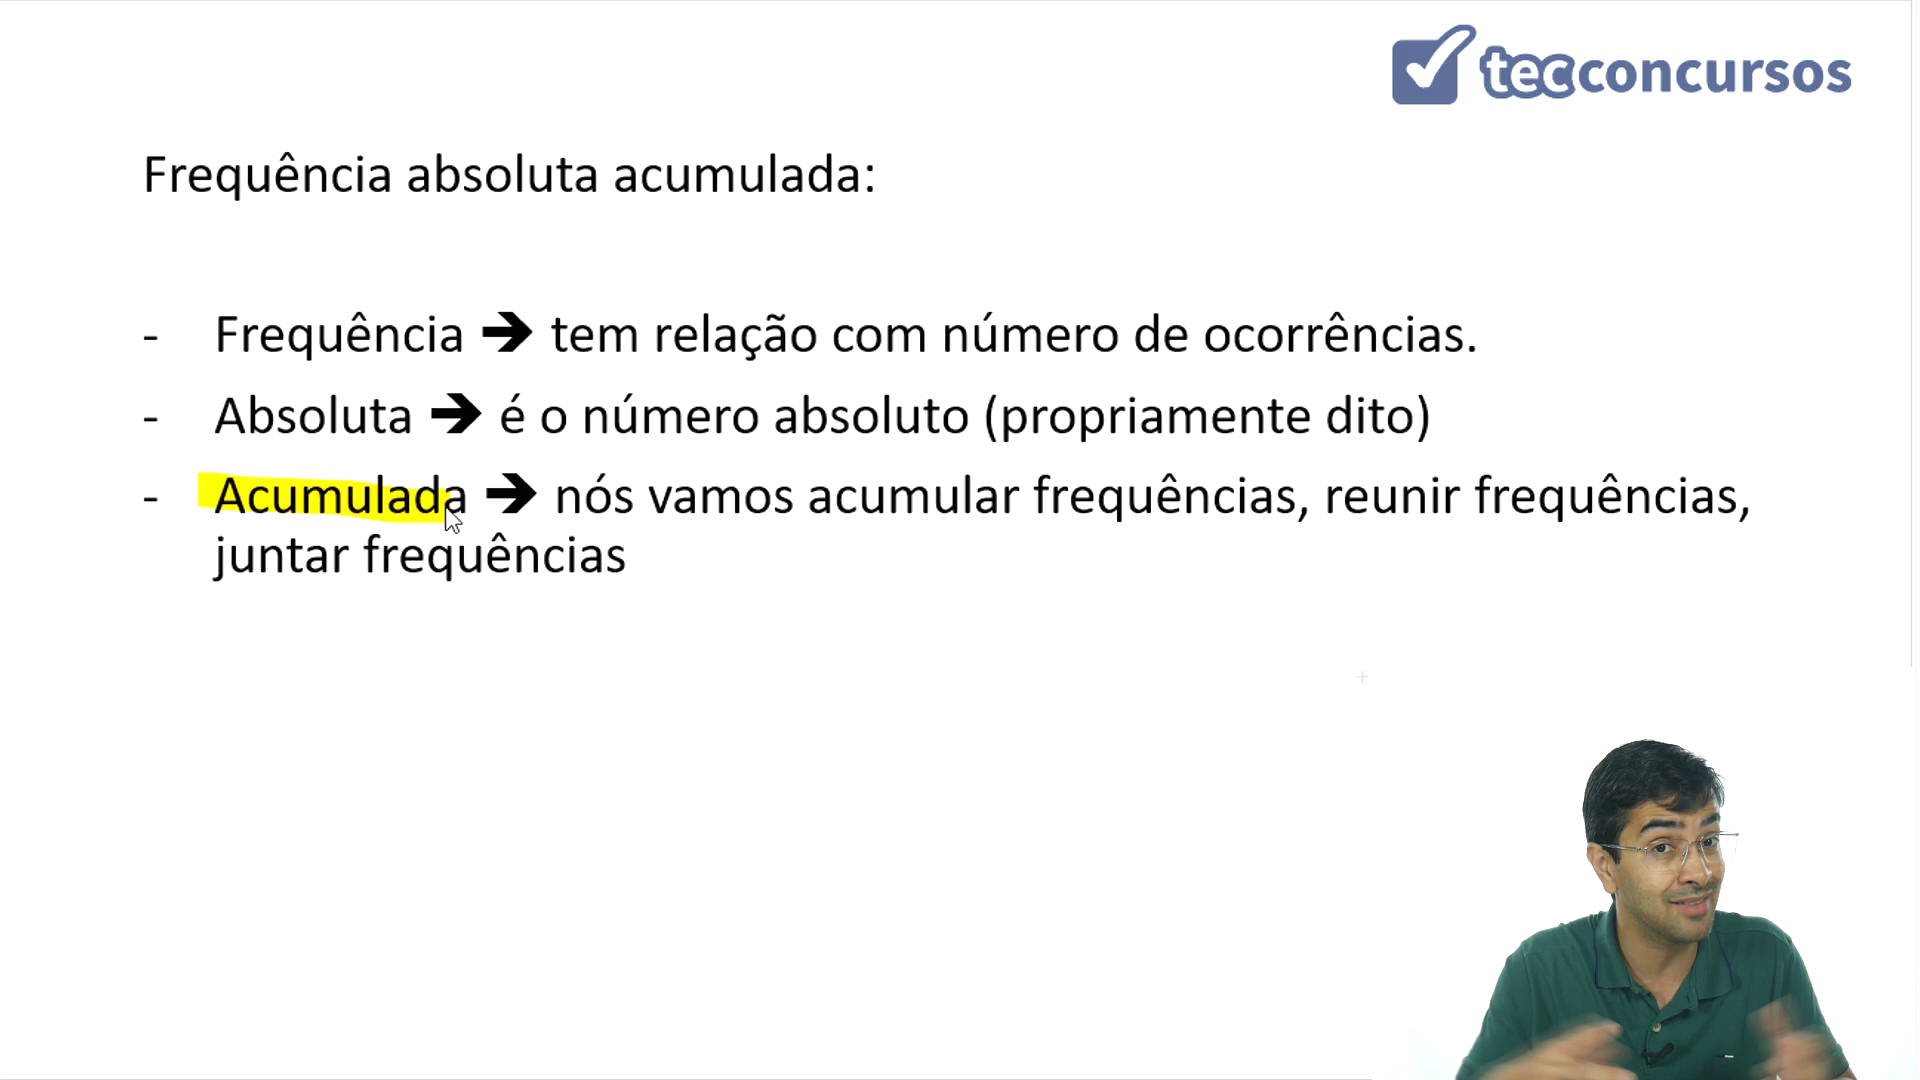 tecconcursos
Frequência absoluta acumulada:
- Frequência ➔ tem relação com número de ocorrências.
- Absoluta ➔ é o número absoluto (propriamente dito)
- Acumulada ➔ nós vamos acumular frequências, reunir frequências,
juntar frequências